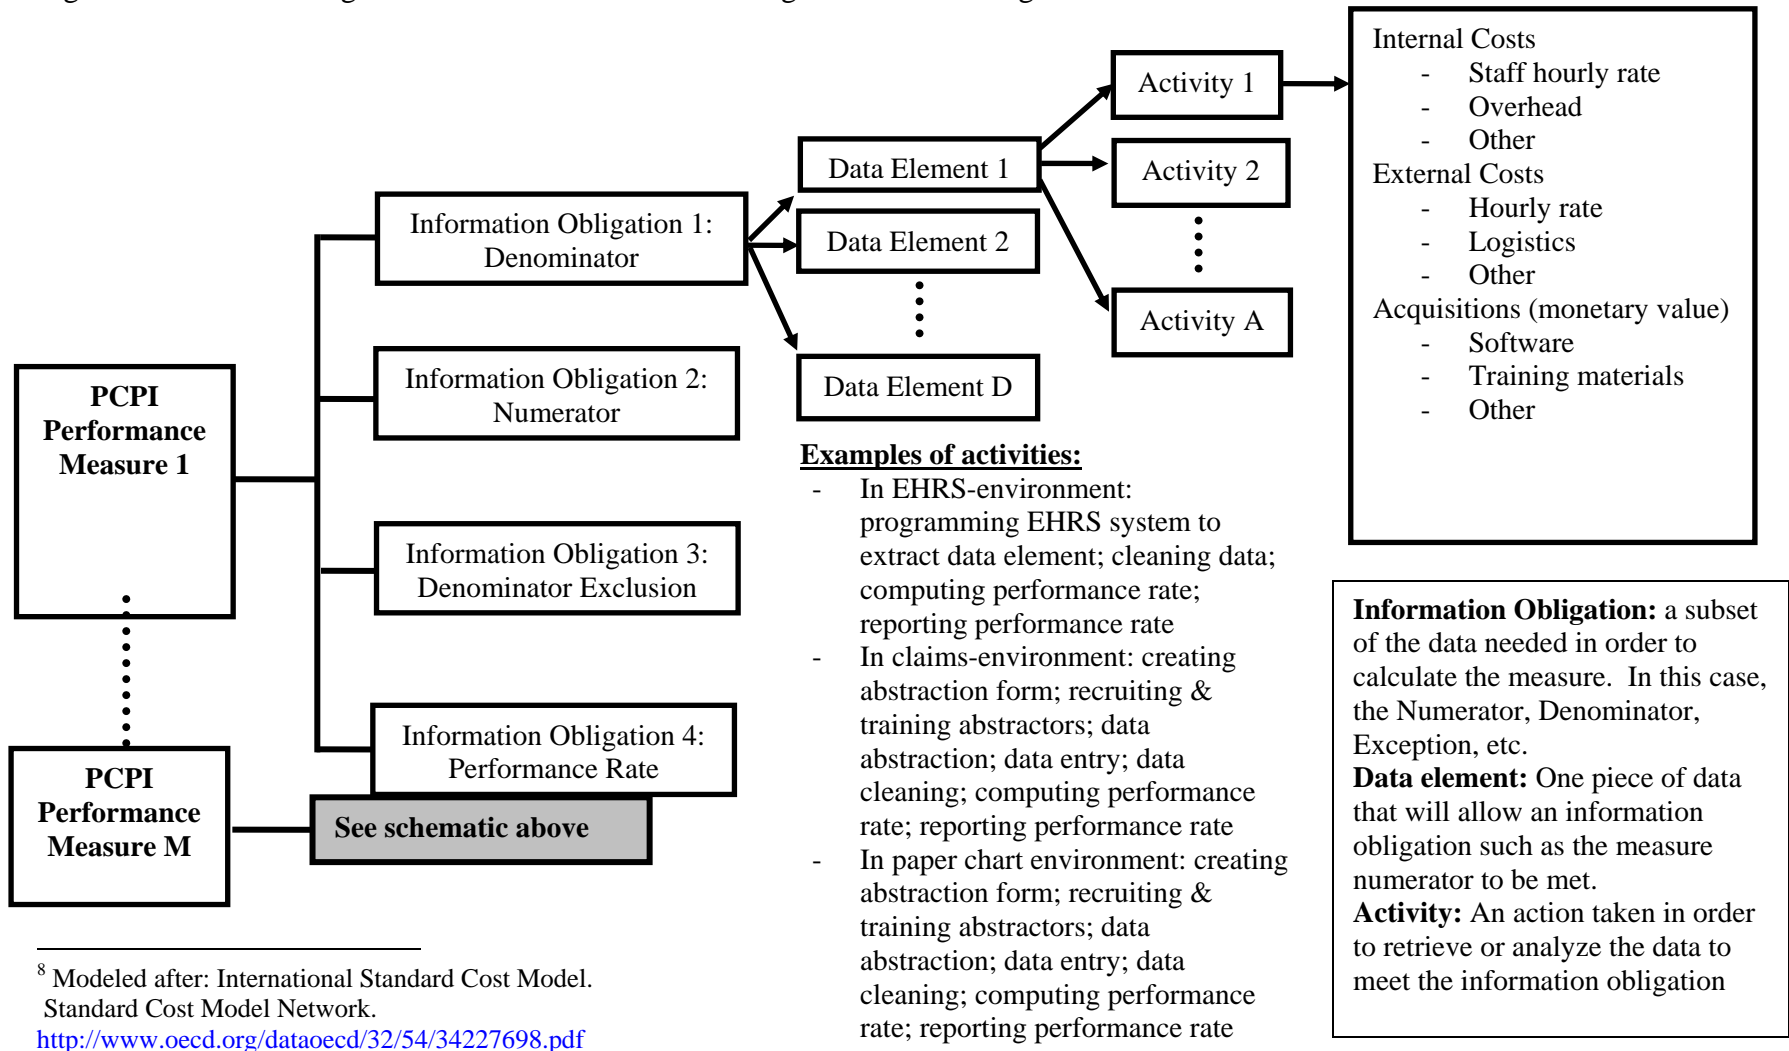 Activity 1
Activity 2
Activity A
Data Element 1
Data Element 2
Data Element D
Information Obligation 1:
Denominator
Information Obligation 2:
Numerator
Information Obligation 3:
Denominator Exclusion
Information Obligation 4:
Performance Rate
PCPI
Performance
Measure 1
PCPI
Performance
Measure M
See schematic above
Internal Costs
- Staff hourly rate
- Overhead
- Other
External Costs
- Hourly rate
- Logistics
- Other
Acquisitions (monetary value)
- Software
- Training materials
- Other
Examples of activities:
- In EHRS-environment:
programming EHRS system to
extract data element; cleaning data;
computing performance rate;
reporting performance rate
- In claims-environment: creating
abstraction form; recruiting &
training abstractors; data
abstraction; data entry; data
cleaning; computing performance
rate; reporting performance rate
- In paper chart environment: creating
abstraction form; recruiting &
training abstractors; data
abstraction; data entry; data
cleaning; computing performance
rate; reporting performance rate
Information Obligation: a subset
of the data needed in order to
calculate the measure.  In this case,
the Numerator, Denominator,
Exception, etc.
Data element: One piece of data
that will allow an information
obligation such as the measure
numerator to be met.
Activity: An action taken in order
to retrieve or analyze the data to
meet the information obligation
8 Modeled after: International Standard Cost Model.
Standard Cost Model Network.
http://www.oecd.org/dataoecd/32/54/34227698.pdf